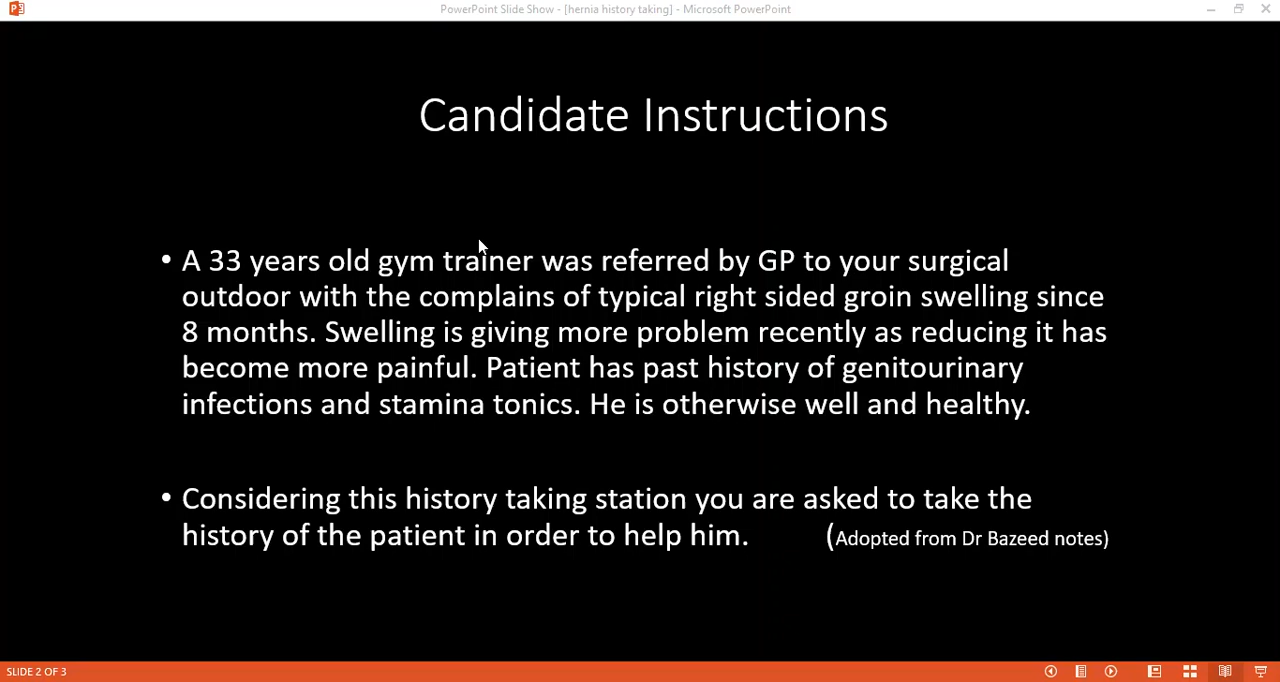 PowerPoint Slide Show - [hernia history taking] - Microsoft PowerPoint
Candidate Instructions
• A 33 years old gym trainer was referred by GP to your surgical
outdoor with the complains of typical right sided groin swelling since
8 months. Swelling is giving more problem recently as reducing it has
become more painful. Patient has past history of genitourinary
infections and stamina tonics. He is otherwise well and healthy.
• Considering this history taking station you are asked to take the
history of the patient in order to help him. (Adopted from Dr Bazeed notes)
SLIDE 2 OF 3